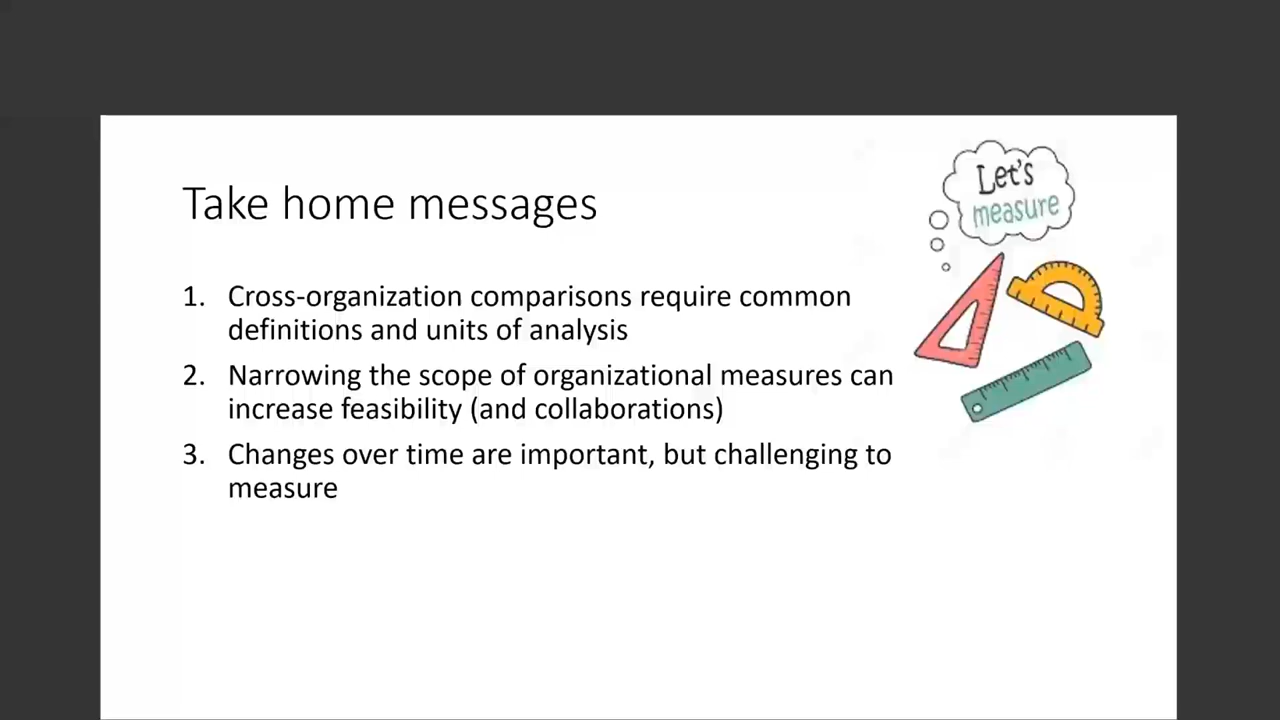 Let's
measure
Take home messages
1. Cross-organization comparisons require common
definitions and units of analysis
2. Narrowing the scope of organizational measures can
increase feasibility (and collaborations)
3. Changes over time are important, but challenging to
measure